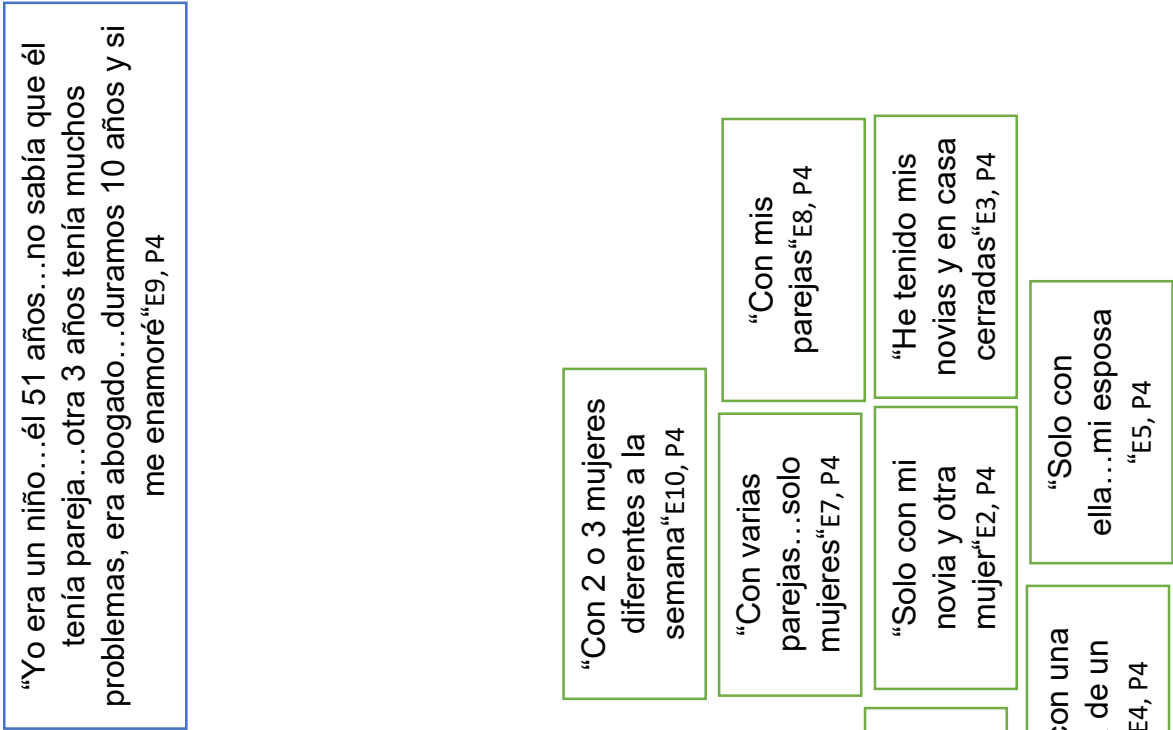 “Yo era un niño…él 51 años…no sabía que él
tenía pareja…otra 3 años tenía muchos
problemas, era abogado…duramos 10 años y si
me enamoré“E9, P4
“Con 2 o 3 mujeres
diferentes a la
semana“E10, P4
“Con mis
parejas“E8, P4
“Con varias
parejas…solo
mujeres“E7, P4
“He tenido mis
novias y en casa
cerradas“E3, P4
“Solo con mi
novia y otra
mujer“E2, P4
“Solo con
ella…mi esposa
“E5, P4
con una
de un
E4, P4